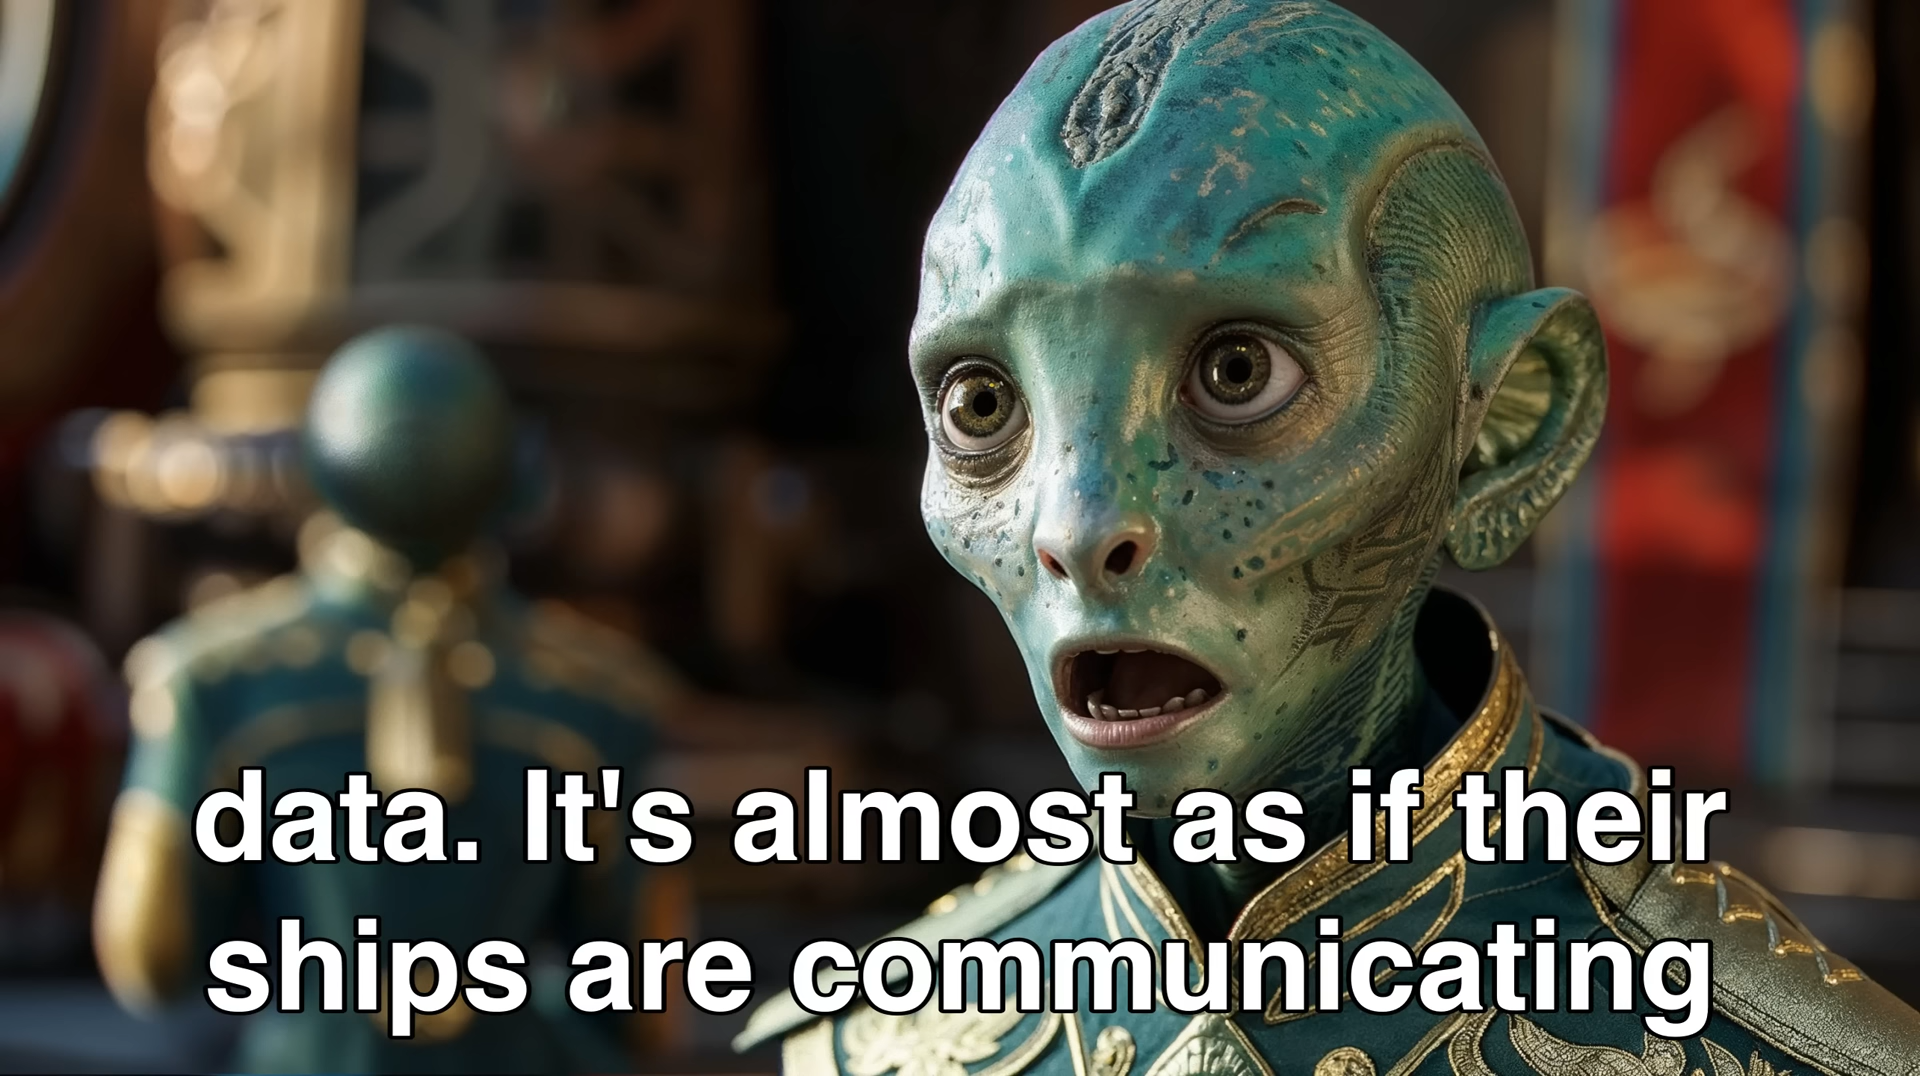 data. It's almost as if their
ships are communicating